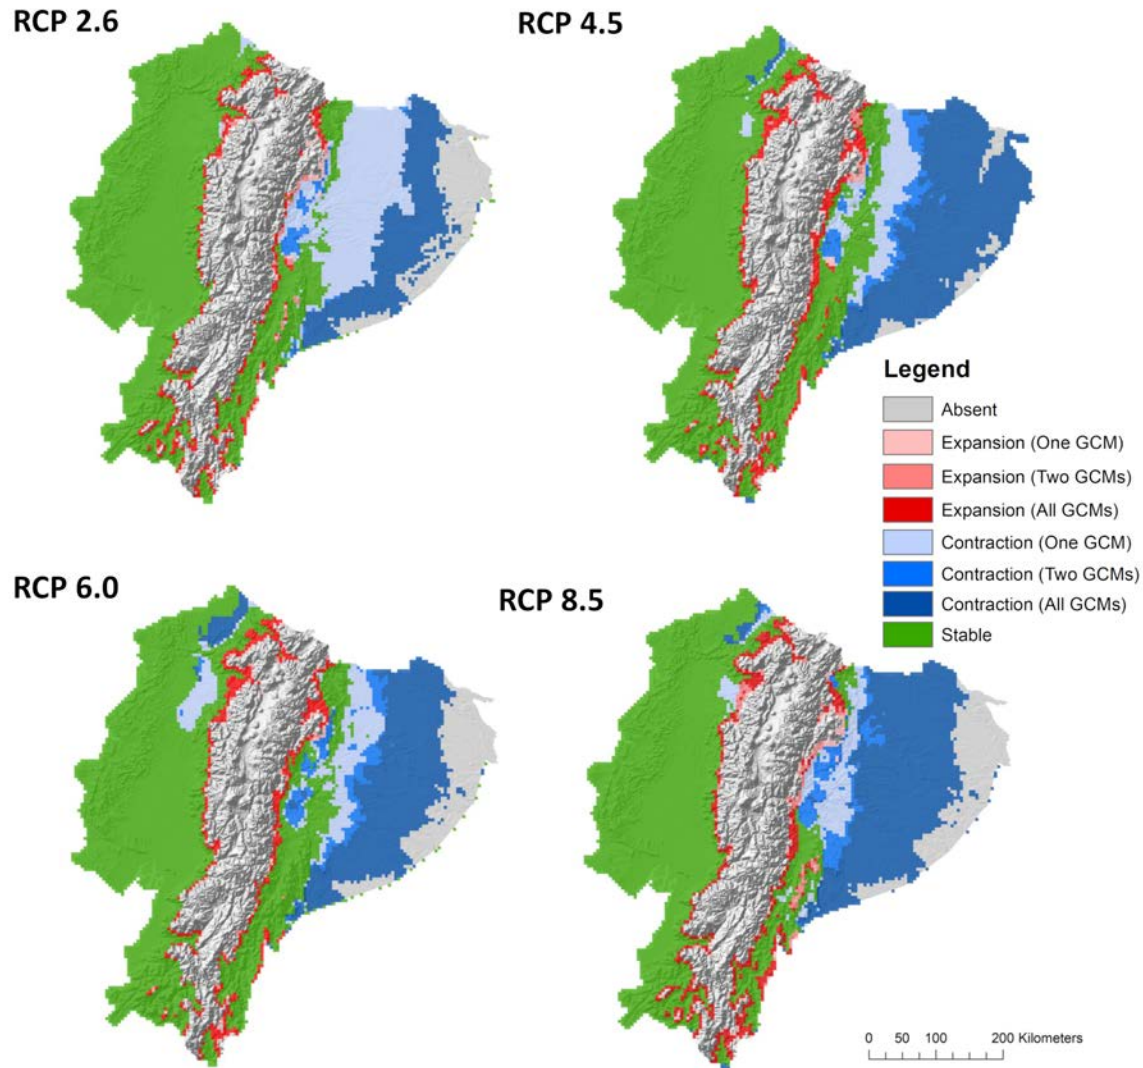 RCP 2.6
RCP 4.5
Legend
Absent
Expansion (One GCM)
Expansion (Two GCMs)
Expansion (All GCMs)
Contraction (One GCM)
Contraction (Two GCMs)
Contraction (All GCMs)
Stable
RCP 6.0
RCP 8.5
0 50 100 200 Kilometers